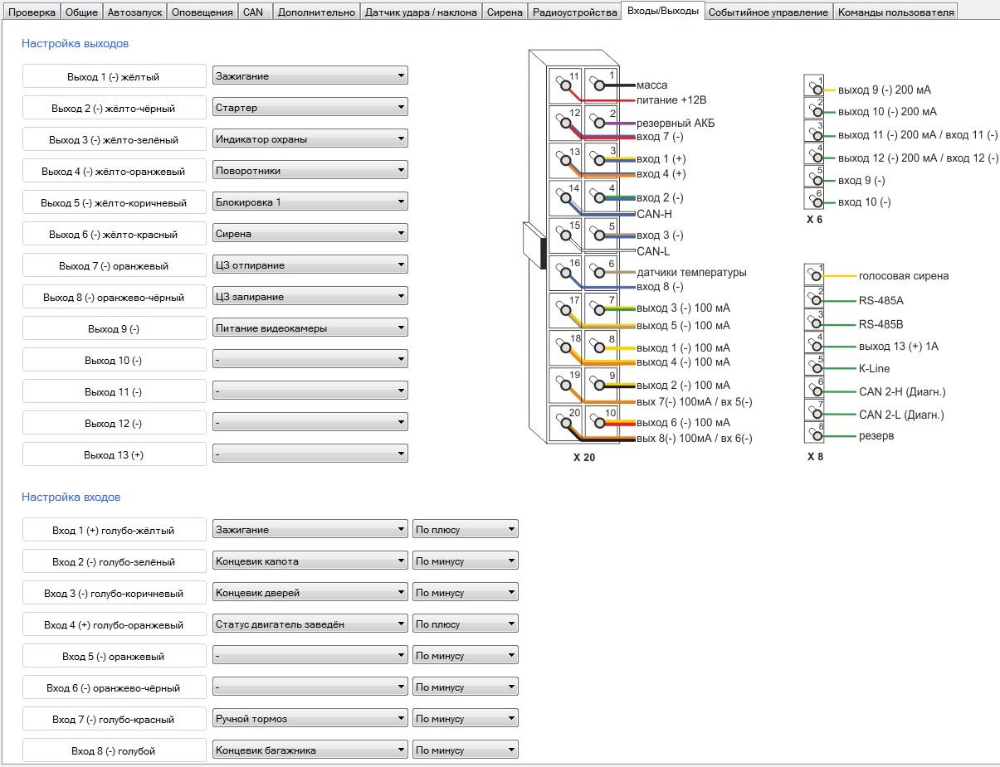 Проверка Общие Автозапуск Оповещения CAN Дополнительно Датчик удара / наклона Сирена Радиоустройства Входы/Выходы Событийное управление Команды пользователя
Настройка выходов
Выход 1 (-) жёлтый Зажигание
Выход 2 (-) жёлто-чёрный Стартер
Выход 3 (-) жёлто-зелёный Индикатор охраны
Выход 4 (-) жёлто-оранжевый Поворотники
Выход 5 (-) жёлто-коричневый Блокировка 1
Выход 6 (-) жёлто-красный Сирена
Выход 7 (-) оранжевый ЦЗ отпирание
Выход 8 (-) оранжево-чёрный ЦЗ запирание
Выход 9 (-) Питание видеокамеры
Выход 10 (-) -
Выход 11 (-) -
Выход 12 (-) -
Выход 13 (+) -
Настройка входов
Вход 1 (+) голубо-жёлтый Зажигание По плюсу
Вход 2 (-) голубо-зелёный Концевик капота По минусу
Вход 3 (-) голубо-коричневый Концевик дверей По минусу
Вход 4 (+) голубо-оранжевый Статус двигатель заведён По плюсу
Вход 5 (-) оранжевый - По минусу
Вход 6 (-) оранжево-чёрный - По минусу
Вход 7 (-) голубо-красный Ручной тормоз По минусу
Вход 8 (-) голубой Концевик багажника По минусу
11 1 масса
питание +12В
12 2 резервный АКБ
вход 7 (-)
13 3 вход 1 (+)
вход 4 (+)
14 4 вход 2 (-)
CAN-H
15 5 вход 3 (-)
CAN-L
16 6 датчики температуры
вход 8 (-)
17 7 выход 3 (-) 100 мА
выход 5 (-) 100 мА
18 8 выход 1 (-) 100 мА
выход 4 (-) 100 мА
19 9 выход 2 (-) 100 мА
вых 7(-) 100мА / вх 5(-)
20 10 выход 6 (-) 100 мА
вых 8(-) 100мА / вх 6(-)
X 20
1 выход 9 (-) 200 мА
2 выход 10 (-) 200 мА
3 выход 11 (-) 200 мА / вход 11 (-)
4 выход 12 (-) 200 мА / вход 12 (-)
5 вход 9 (-)
6 вход 10 (-)
X 6
1 голосовая сирена
2 RS-485A
3 RS-485B
4 выход 13 (+) 1А
5 K-Line
6 CAN 2-H (Диагн.)
7 CAN 2-L (Диагн.)
8 резерв
X 8